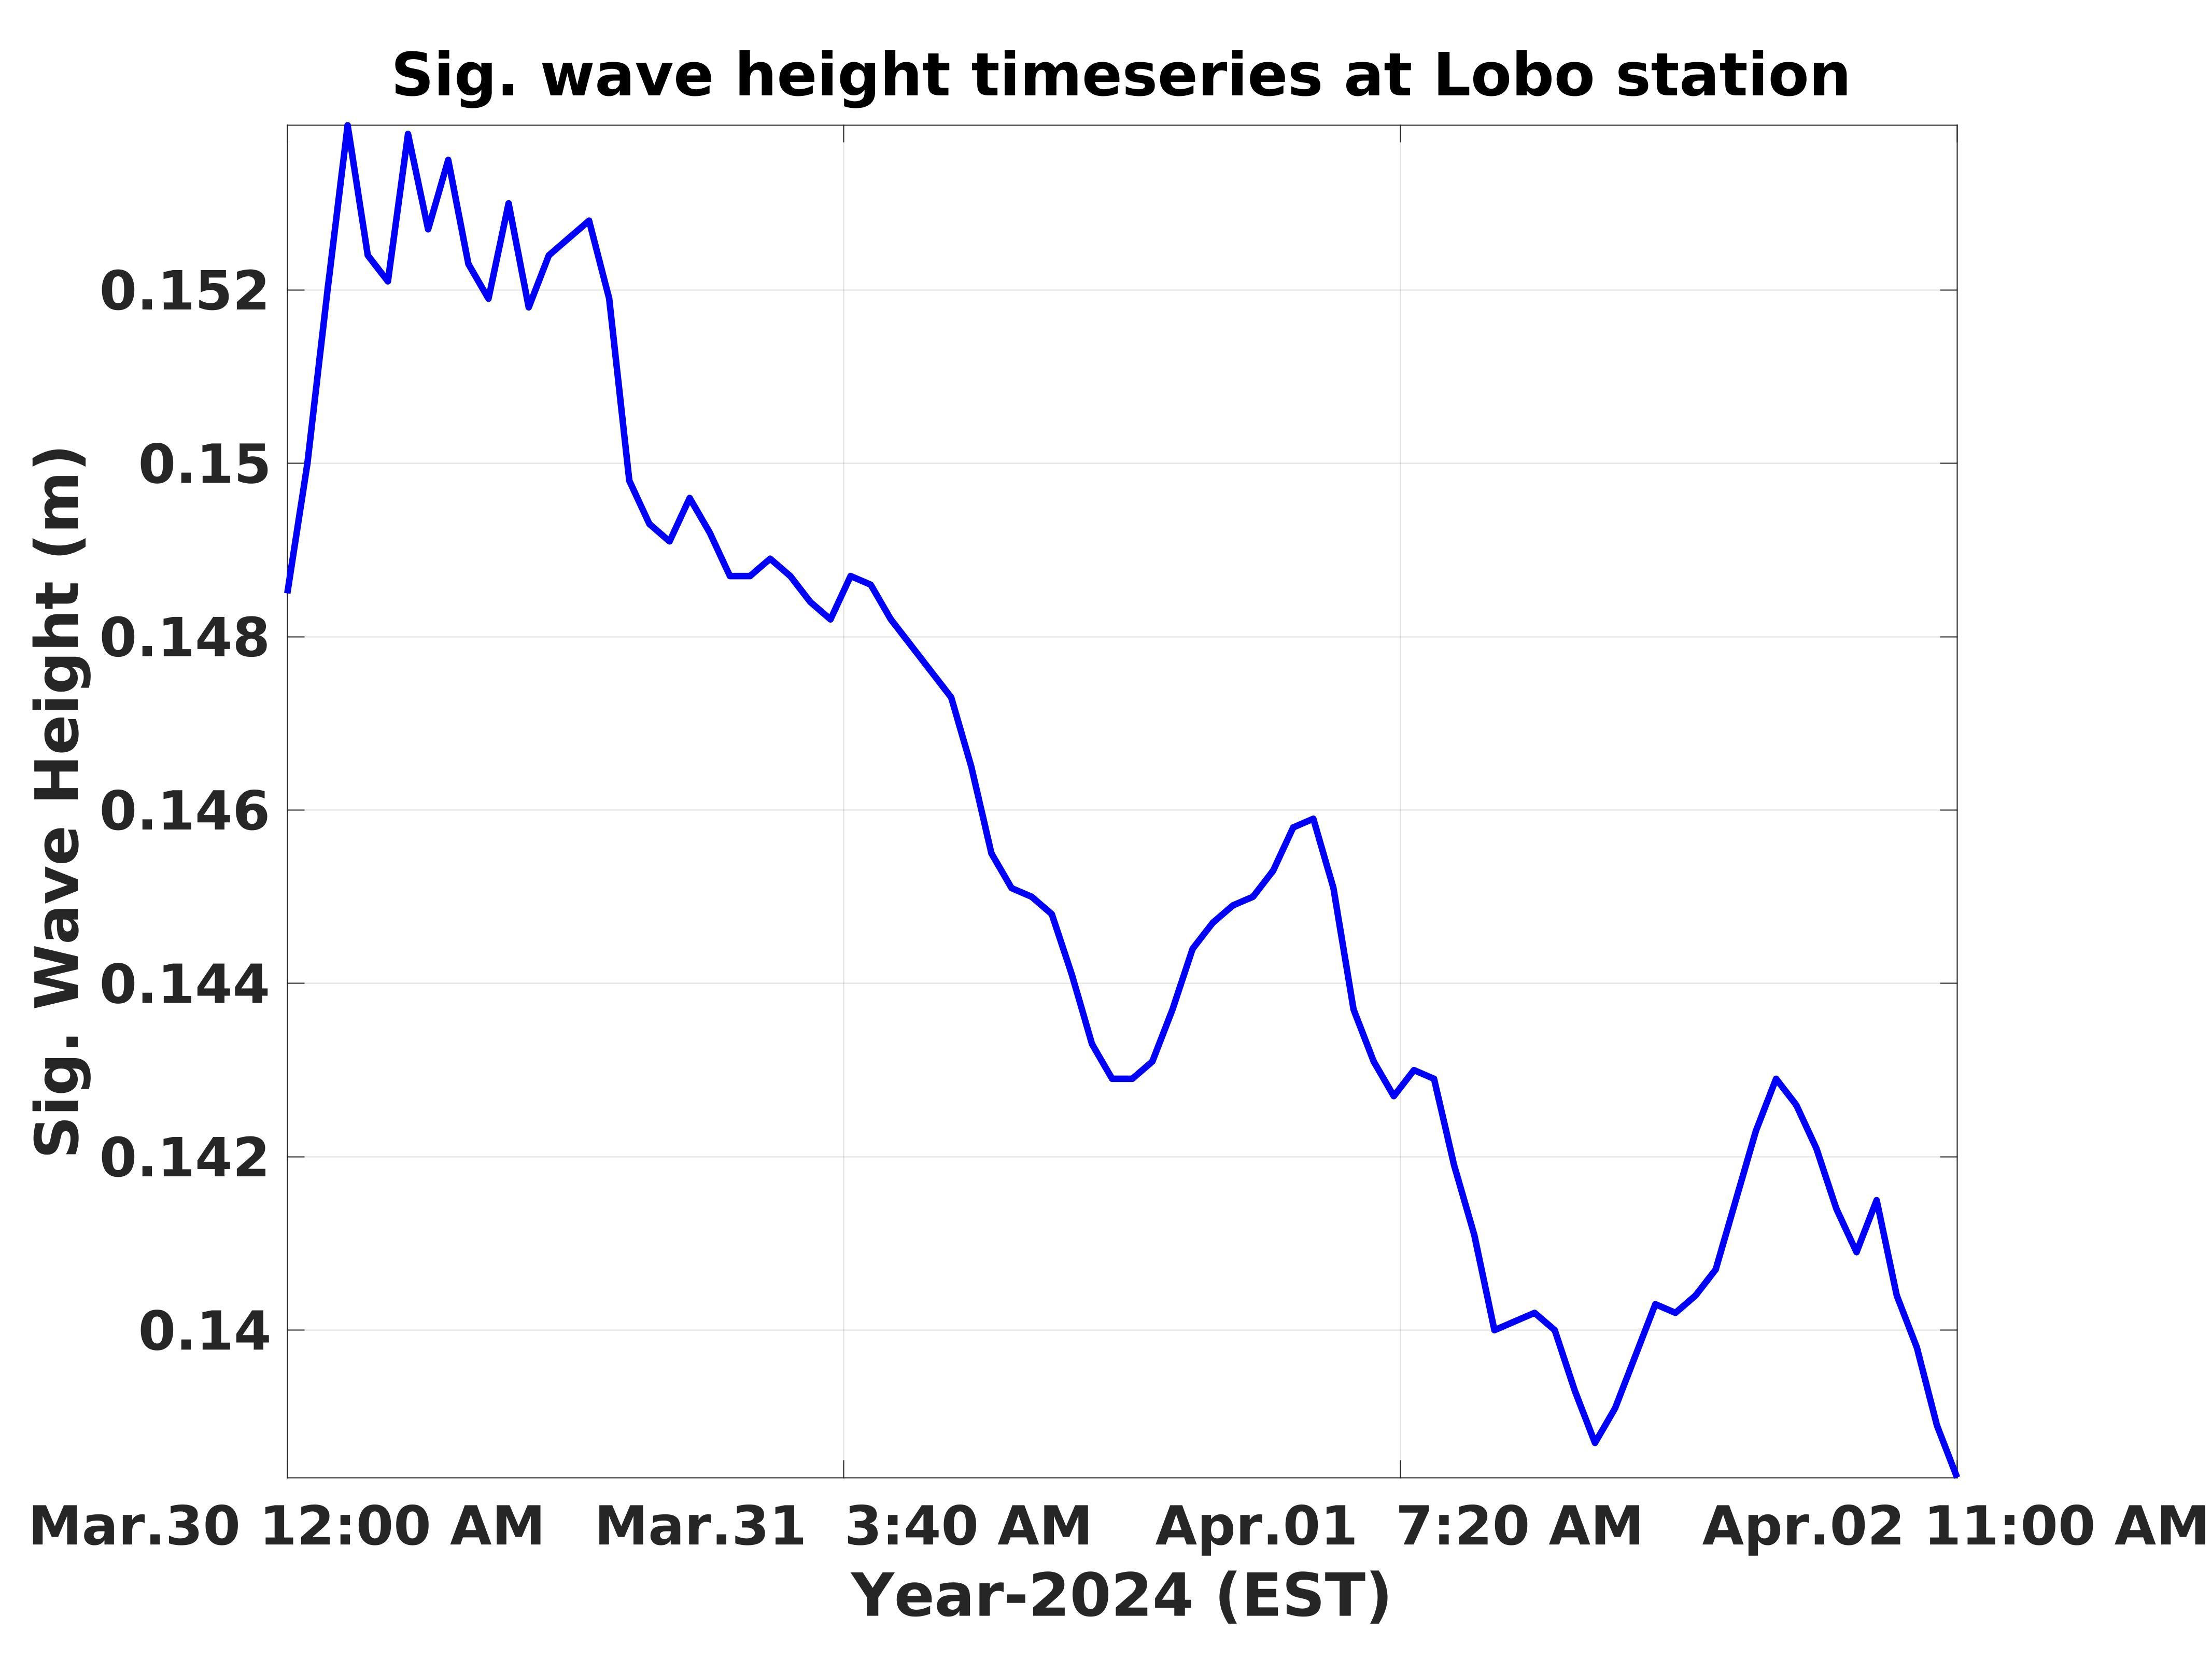 Sig. wave height timeseries at Lobo station
Sig. Wave Height (m)
0.152
0.15
0.148
0.146
0.144
0.142
0.14
Mar.30 12:00 AM Mar.31 3:40 AM Apr.01 7:20 AM Apr.02 11:00 AM
Year-2024 (EST)